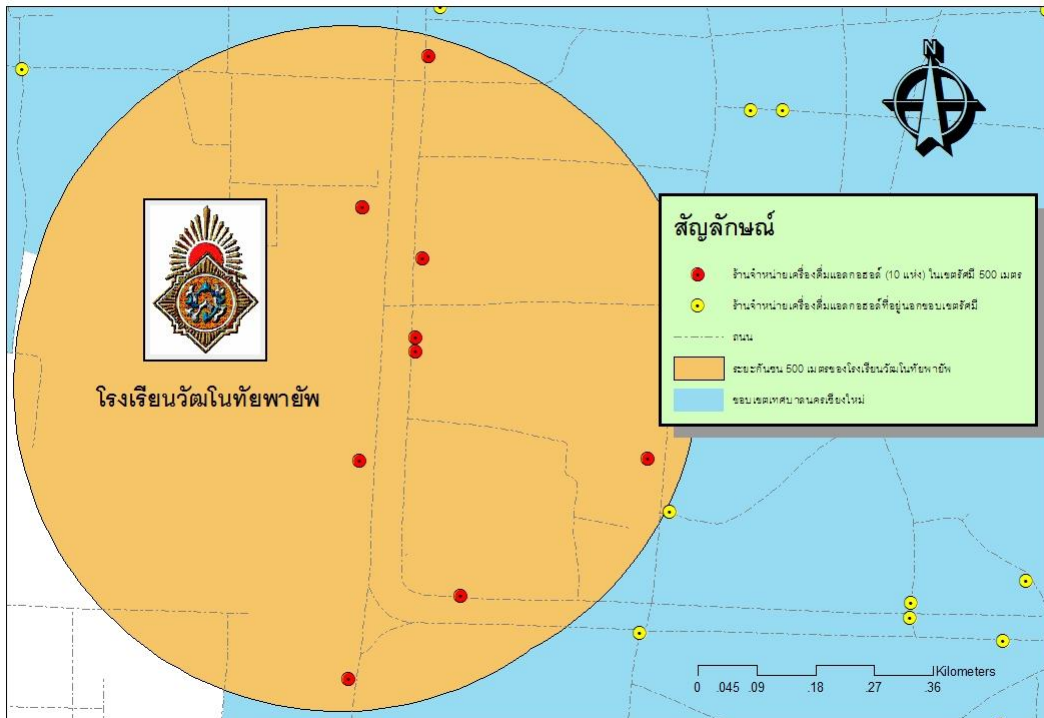 N
สัญลักษณ์
ร้านจำหน่ายเครื่องดื่มแอลกอฮอล์ (10 แห่ง) ในเขตรัศมี 500 เมตร
ร้านจำหน่ายเครื่องดื่มแอลกอฮอล์ที่อยู่นอกขอบเขตรัศมี
ถนน
ระยะกันชน 500 เมตรของโรงเรียนวัฒโนทัยพายัพ
ขอบเขตเทศบาลนครเชียงใหม่
โรงเรียนวัฒโนทัยพายัพ
Kilometers
0 .045 .09 .18 .27 .36